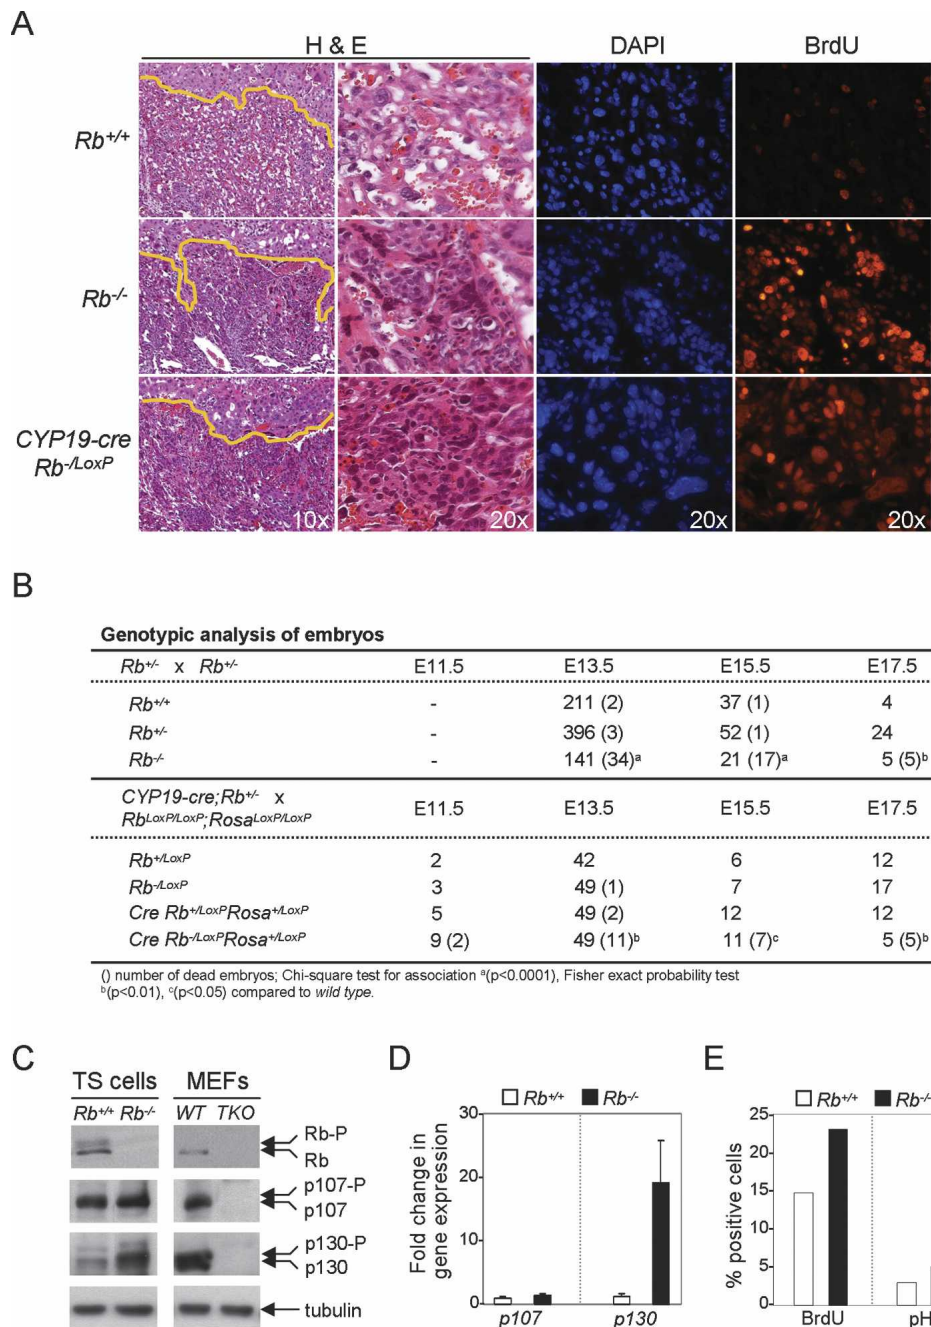 A
H & E
DAPI
BrdU
Rb+/+
Rb-/-
CYP19-cre
Rb-/LoxP
10x
20x
20x
20x
B
Genotypic analysis of embryos
Rb+/- x Rb+/- E11.5 E13.5 E15.5 E17.5
Rb+/+ - 211 (2) 37 (1) 4
Rb+/- - 396 (3) 52 (1) 24
Rb-/- - 141 (34)a 21 (17)a 5 (5)b
CYP19-cre;Rb+/- x
RbLoxP/LoxP;RosaLoxP/LoxP E11.5 E13.5 E15.5 E17.5
Rb+/LoxP 2 42 6 12
Rb-/LoxP 3 49 (1) 7 17
Cre Rb+/LoxPRosa+/LoxP 5 49 (2) 12 12
Cre Rb-/LoxPRosa+/LoxP 9 (2) 49 (11)b 11 (7)c 5 (5)b
() number of dead embryos; Chi-square test for association a(p<0.0001), Fisher exact probability test
b(p<0.01), c(p<0.05) compared to wild type.
C
TS cells MEFs
Rb+/+ Rb-/- WT TKO
Rb-P
Rb
p107-P
p107
p130-P
p130
tubulin
D
Rb+/+ Rb-/-
Fold change in
gene expression
30
20
10
0
p107 p130
E
Rb+/+ Rb-/-
% positive cells
25
20
15
10
5
0
BrdU pH